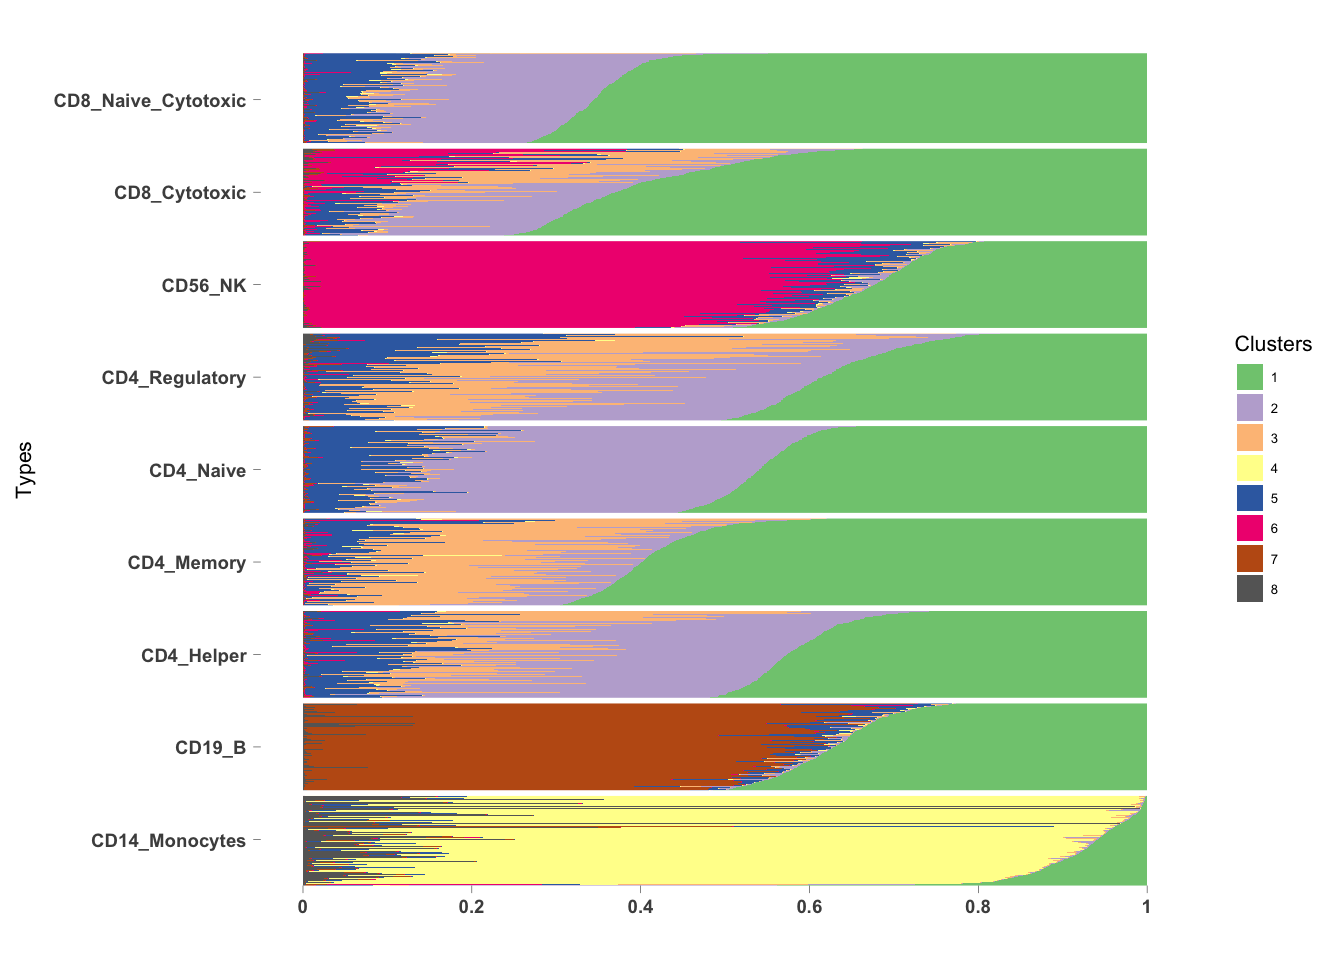 Types
CD8_Naive_Cytotoxic
CD8_Cytotoxic
CD56_NK
CD4_Regulatory
CD4_Naive
CD4_Memory
CD4_Helper
CD19_B
CD14_Monocytes
0 0.2 0.4 0.6 0.8 1
Clusters
1
2
3
4
5
6
7
8